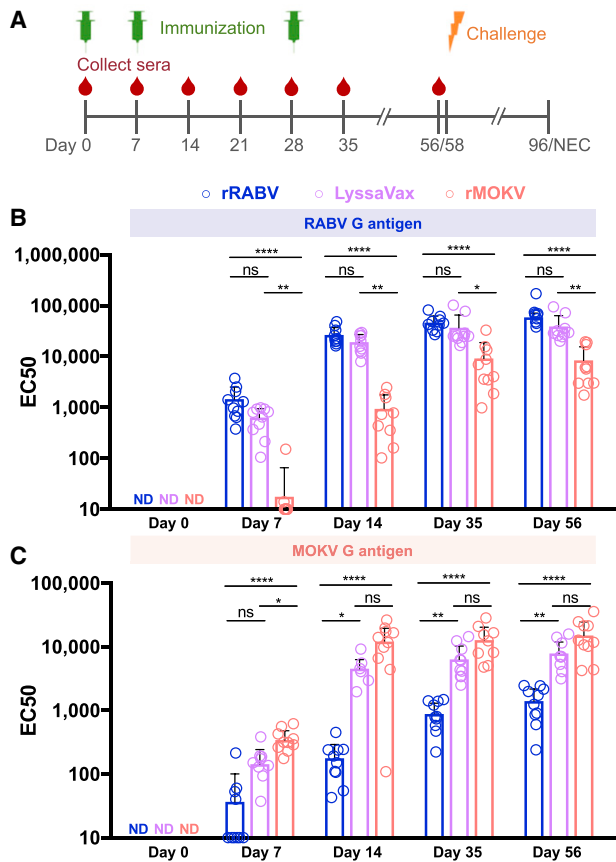 A
Immunization
Challenge
Collect sera
Day 0 7 14 21 28 35 56/58 96/NEC
rRABV LyssaVax rMOKV
B
RABV G antigen
1,000,000
100,000
10,000
1,000
100
10
EC50
**** **** **** ****
ns ns ns ns
** ** * **
ND ND ND
Day 0 Day 7 Day 14 Day 35 Day 56
C
MOKV G antigen
100,000
10,000
1,000
100
10
EC50
**** **** **** ****
ns * * ns ** ns ** ns
ND ND ND
Day 0 Day 7 Day 14 Day 35 Day 56